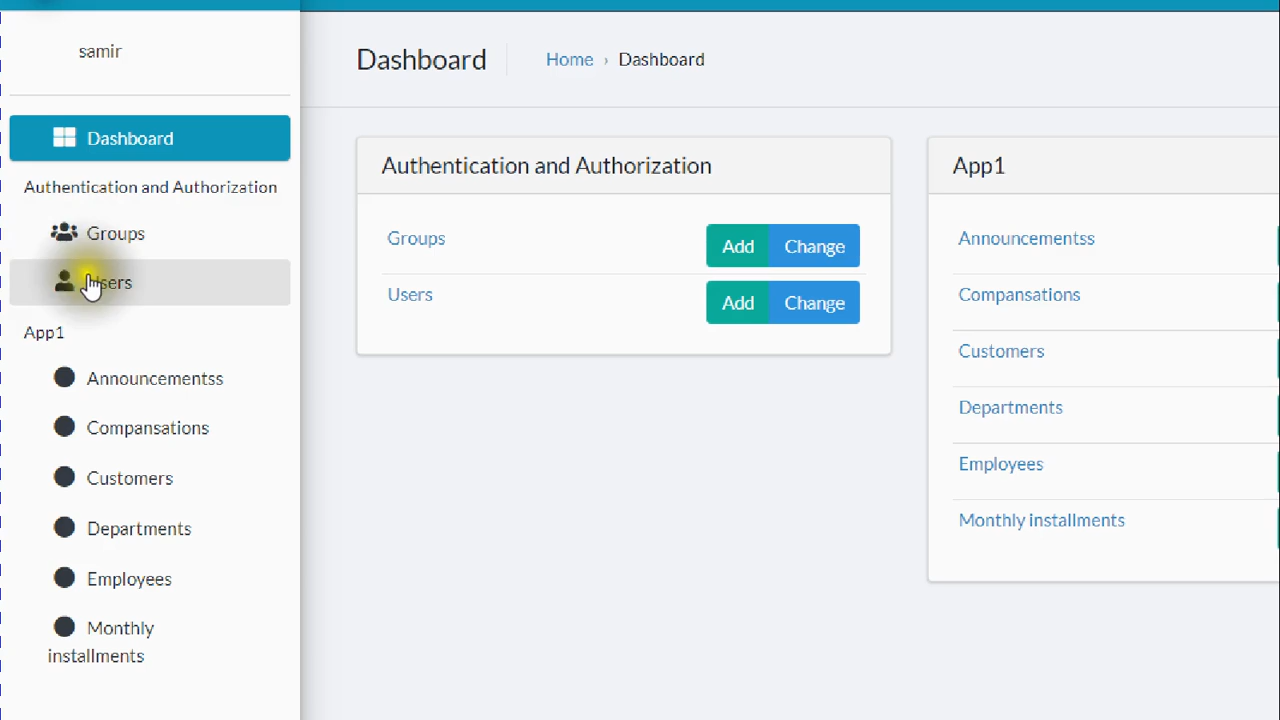 samir
Dashboard
Authentication and Authorization
Groups
Users
App1
Announcementss
Compansations
Customers
Departments
Employees
Monthly
installments
Dashboard
Home › Dashboard
Authentication and Authorization
Groups Add Change
Users Add Change
App1
Announcementss
Compansations
Customers
Departments
Employees
Monthly installments